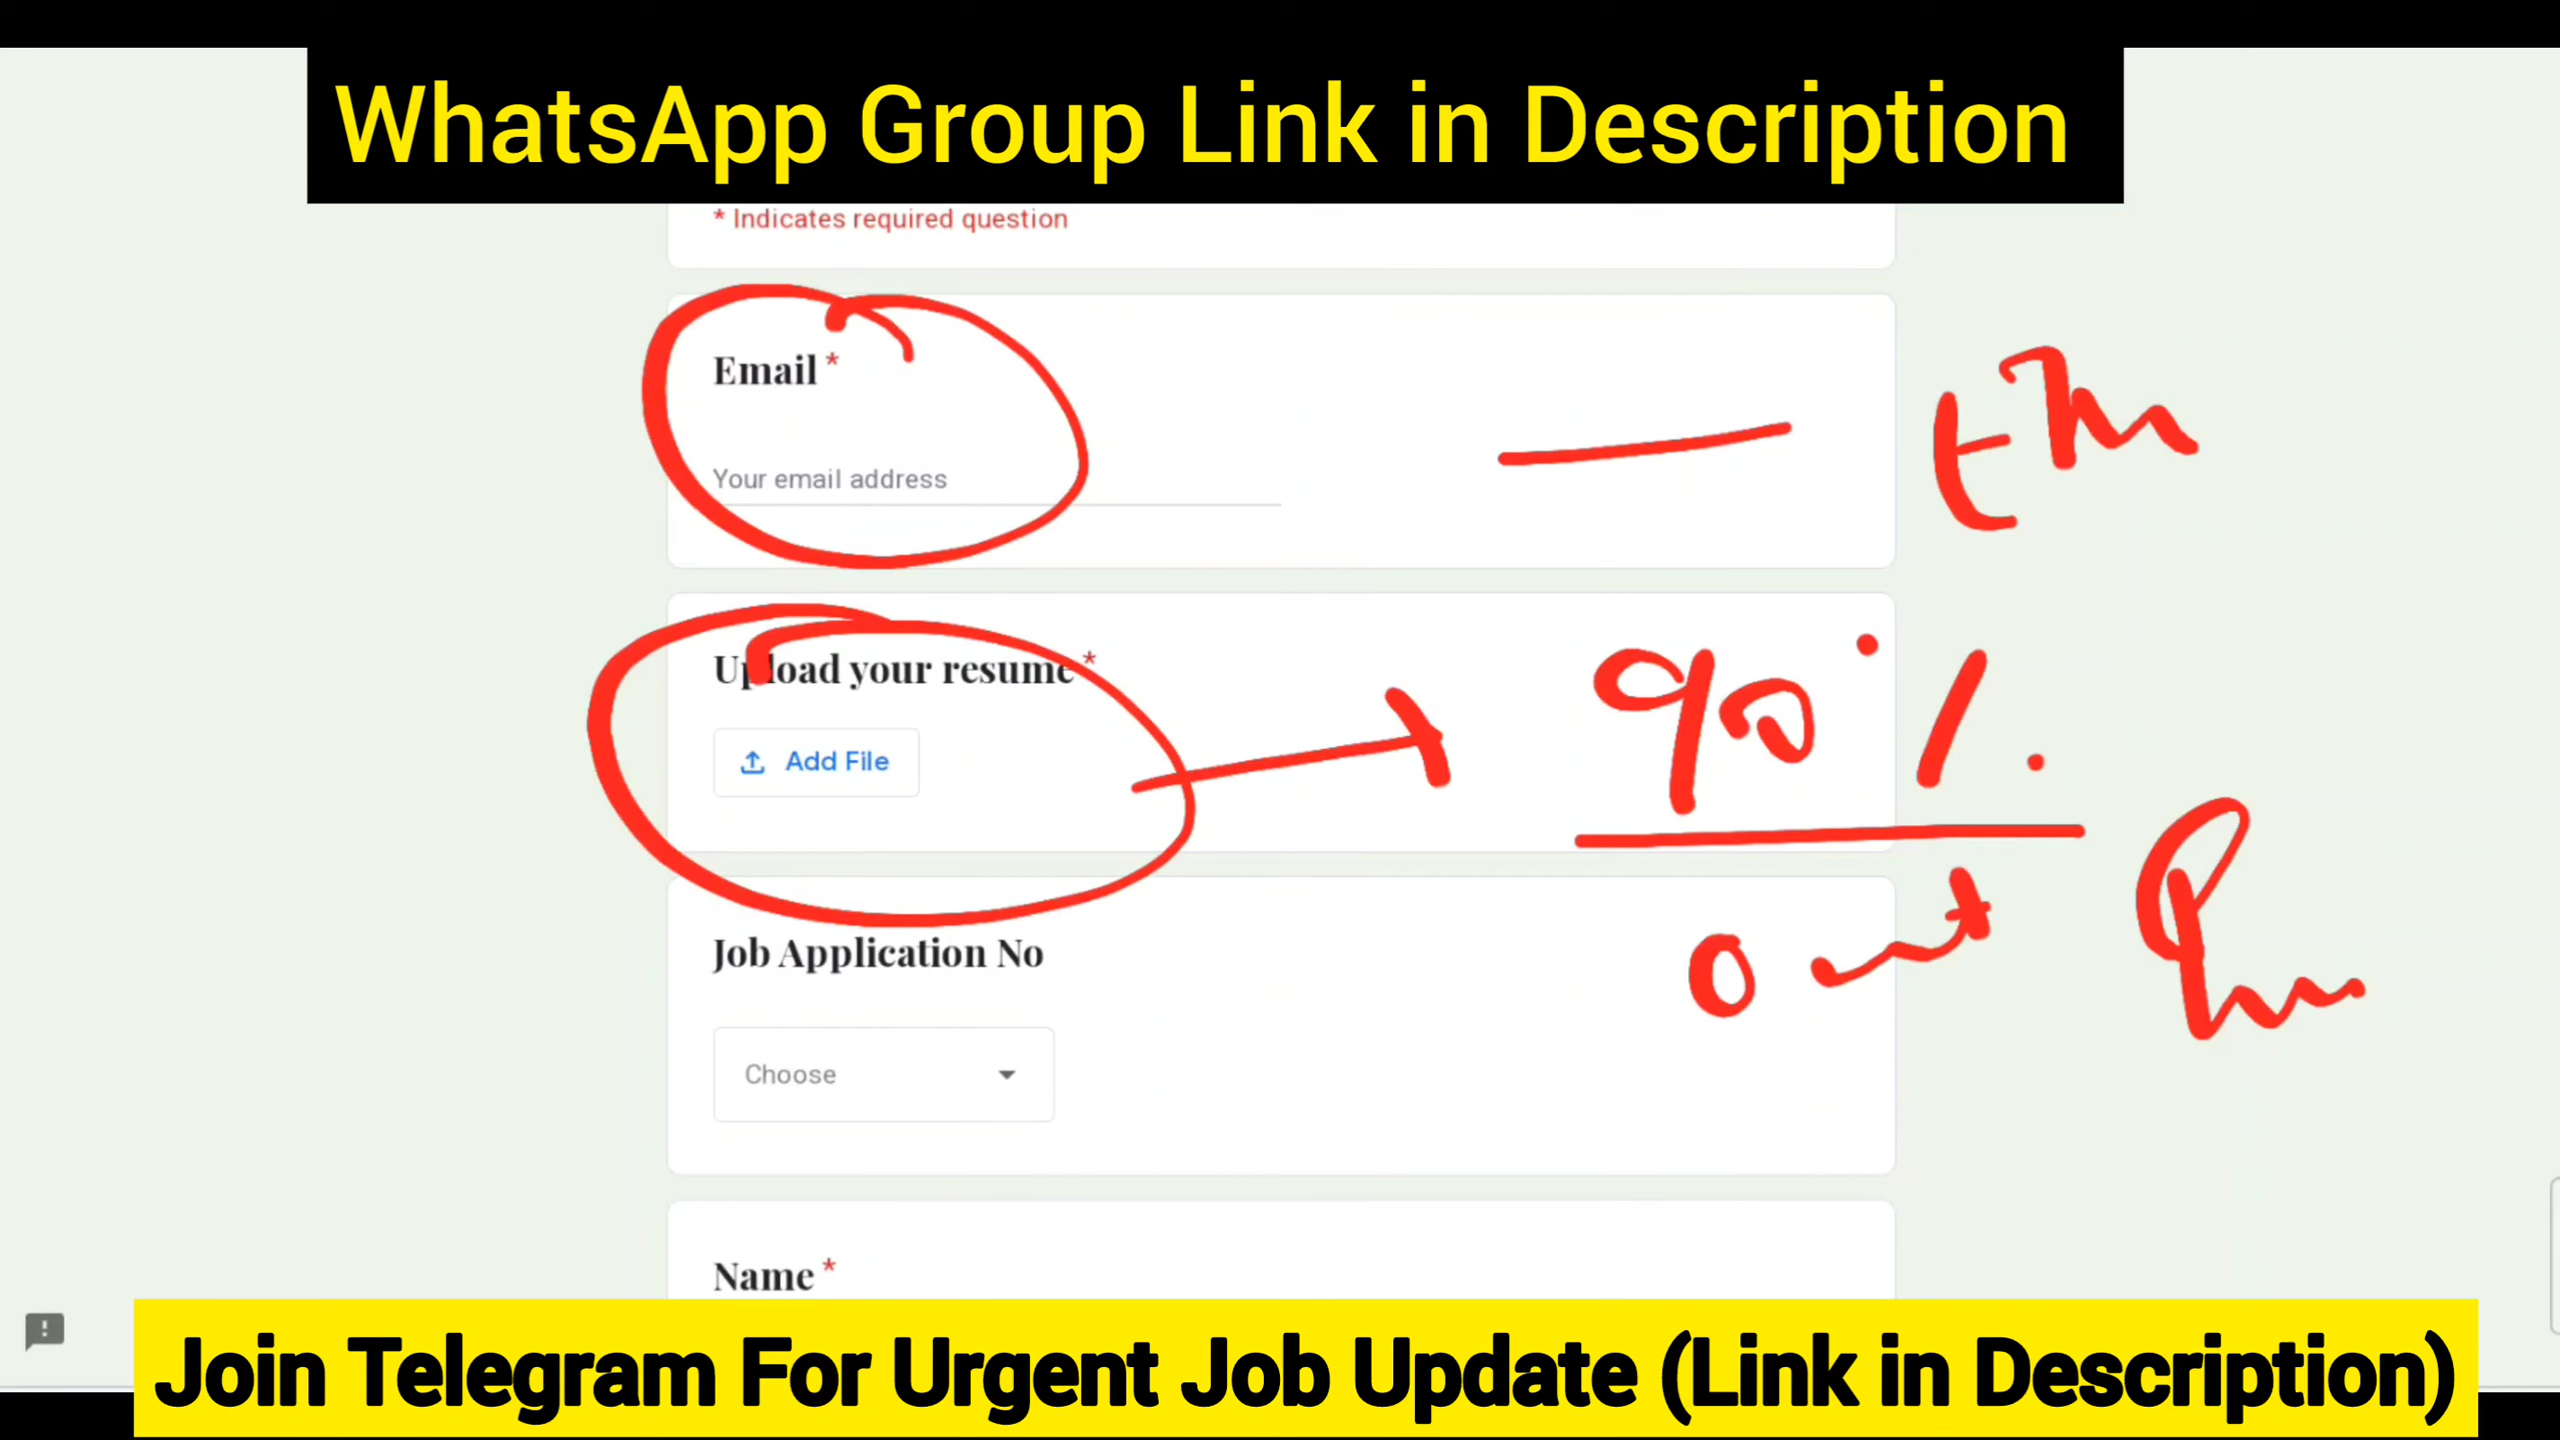 WhatsApp Group Link in Description
* Indicates required question
Email *
Your email address
Upload your resume *
Add File
90%
out
Job Application No
Choose
Name *
Join Telegram For Urgent Job Update (Link in Description)